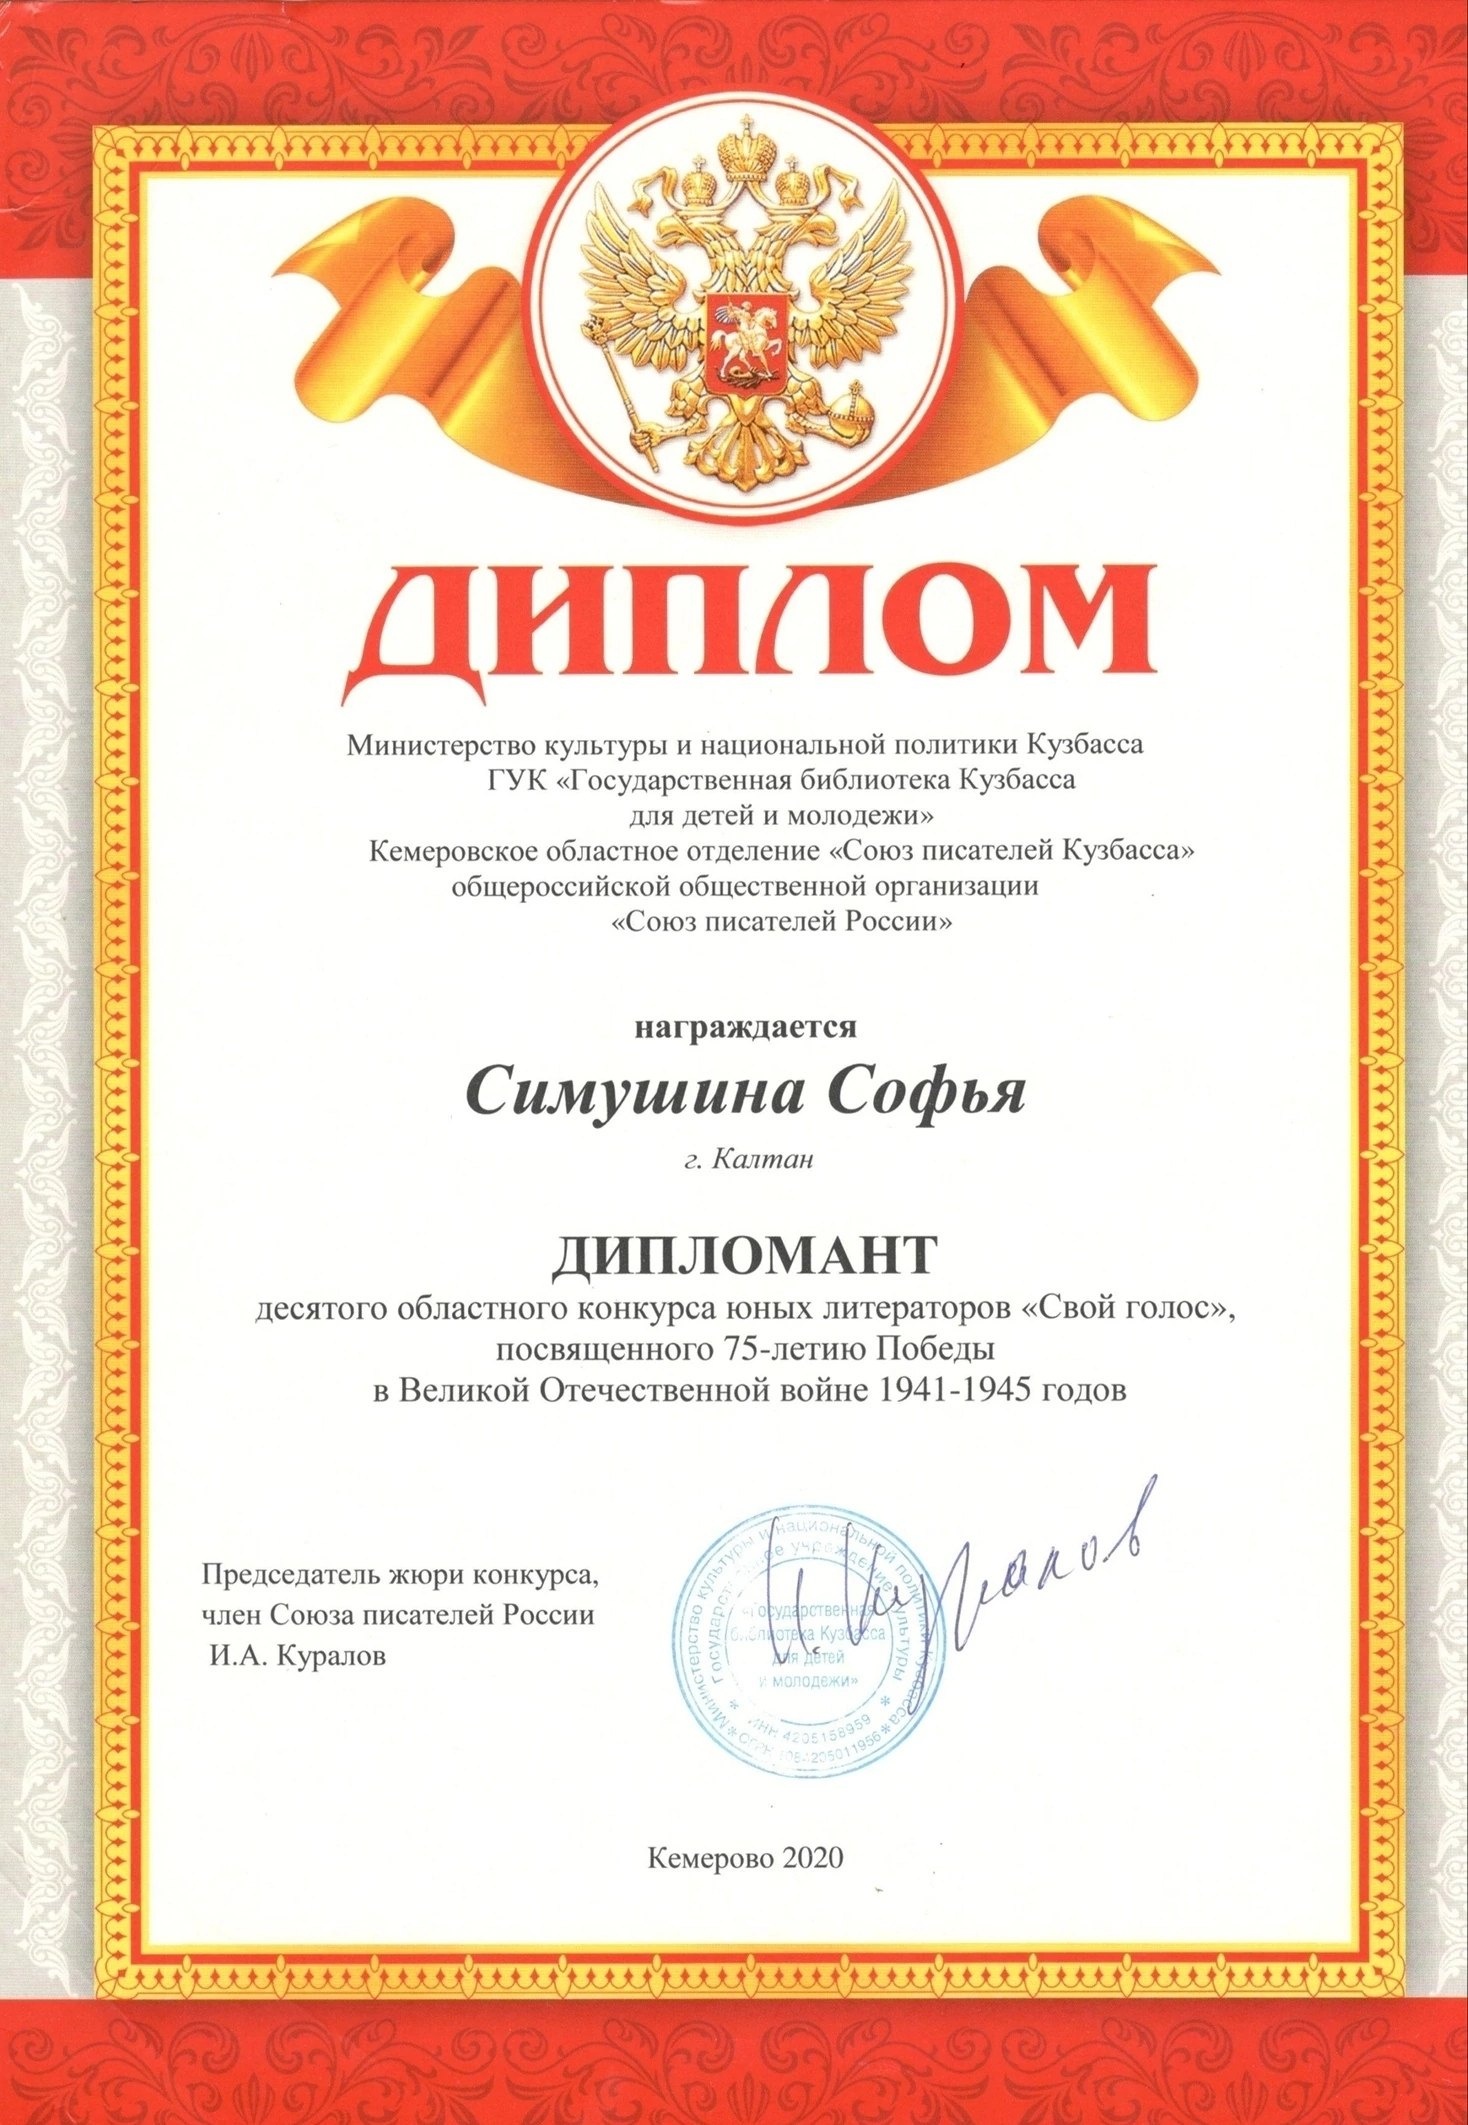 ДИПЛОМ
Министерство культуры и национальной политики Кузбасса
ГУК «Государственная библиотека Кузбасса
для детей и молодежи»
Кемеровское областное отделение «Союз писателей Кузбасса»
общероссийской общественной организации
«Союз писателей России»
награждается
Симушина Софья
г. Калтан
ДИПЛОМАНТ
десятого областного конкурса юных литераторов «Свой голос»,
посвященного 75-летию Победы
в Великой Отечественной войне 1941-1945 годов
Председатель жюри конкурса,
член Союза писателей России
И.А. Куралов
Министерство культуры и национальной политики Кузбасса
Государственное учреждение культуры
«Государственная
библиотека Кузбасса
для детей
и молодежи»
ИНН 4205158959
ОГРН 1084205011956
И. Куралов
Кемерово 2020